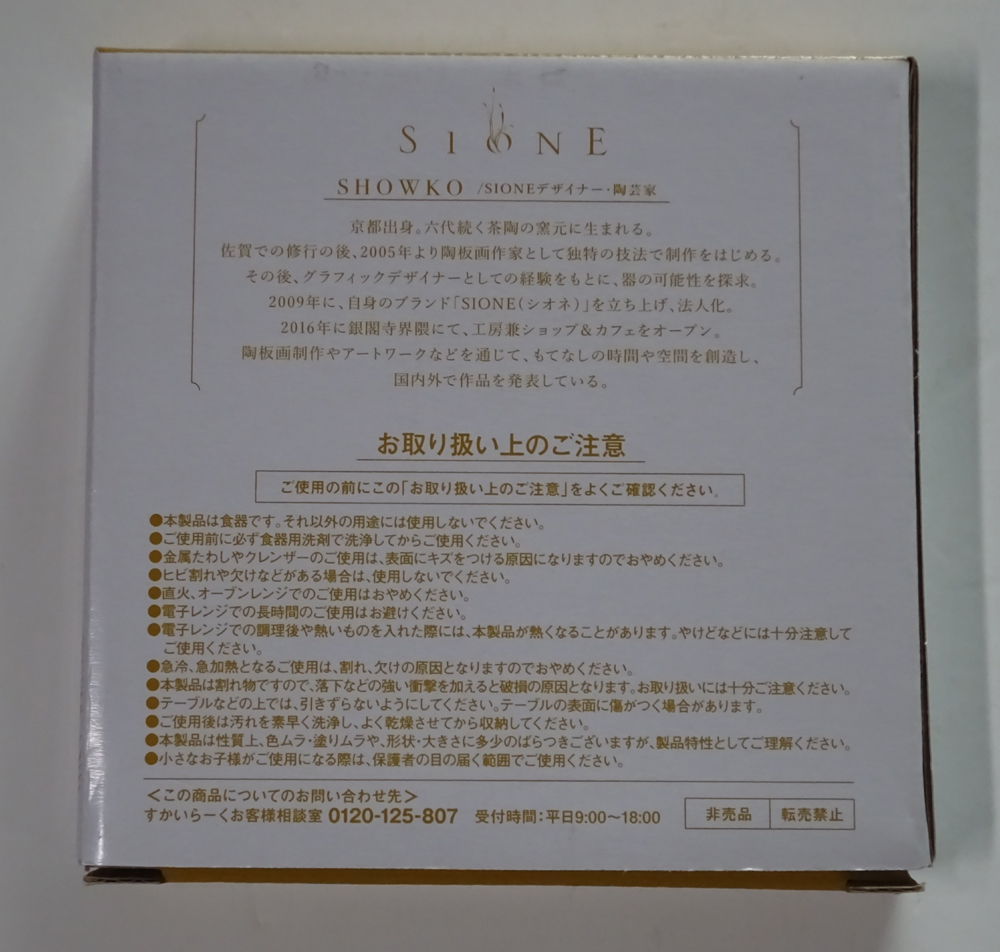 SIONE
SHOWKO /SIONEデザイナー・陶芸家
京都出身。六代続く茶陶の窯元に生まれる。
佐賀での修行の後、2005年より陶板画作家として独特の技法で制作をはじめる。
その後、グラフィックデザイナーとしての経験をもとに、器の可能性を探求。
2009年に、自身のブランド「SIONE(シオネ)」を立ち上げ、法人化。
2016年に銀閣寺界隈にて、工房兼ショップ&カフェをオープン。
陶板画制作やアートワークなどを通じて、もてなしの時間や空間を創造し、
国内外で作品を発表している。
お取り扱い上のご注意
ご使用の前にこの「お取り扱い上のご注意」をよくご確認ください。
●本製品は食器です。それ以外の用途には使用しないでください。
●ご使用前に必ず食器用洗剤で洗浄してからご使用ください。
●金属たわしやクレンザーのご使用は、表面にキズをつける原因になりますのでおやめください。
●ヒビ割れや欠けなどがある場合は、使用しないでください。
●直火、オーブンレンジでのご使用はおやめください。
●電子レンジでの長時間のご使用はお避けください。
●電子レンジでの調理後や熱いものを入れた際には、本製品が熱くなることがあります。やけどなどには十分注意して
ご使用ください。
●急冷、急加熱となるご使用は、割れ、欠けの原因となりますのでおやめください。
●本製品は割れ物ですので、落下などの強い衝撃を加えると破損の原因となります。お取り扱いには十分ご注意ください。
●テーブルなどの上では、引きずらないようにしてください。テーブルの表面に傷がつく場合があります。
●ご使用後は汚れを素早く洗浄し、よく乾燥させてから収納してください。
●本製品は性質上、色ムラ・塗りムラや、形状・大きさに多少のばらつきございますが、製品特性としてご理解ください。
●小さなお子様がご使用になる際は、保護者の目の届く範囲でご使用ください。
＜この商品についてのお問い合わせ先＞
すかいらーくお客様相談室 0120-125-807 受付時間:平日9:00〜18:00 非売品 転売禁止